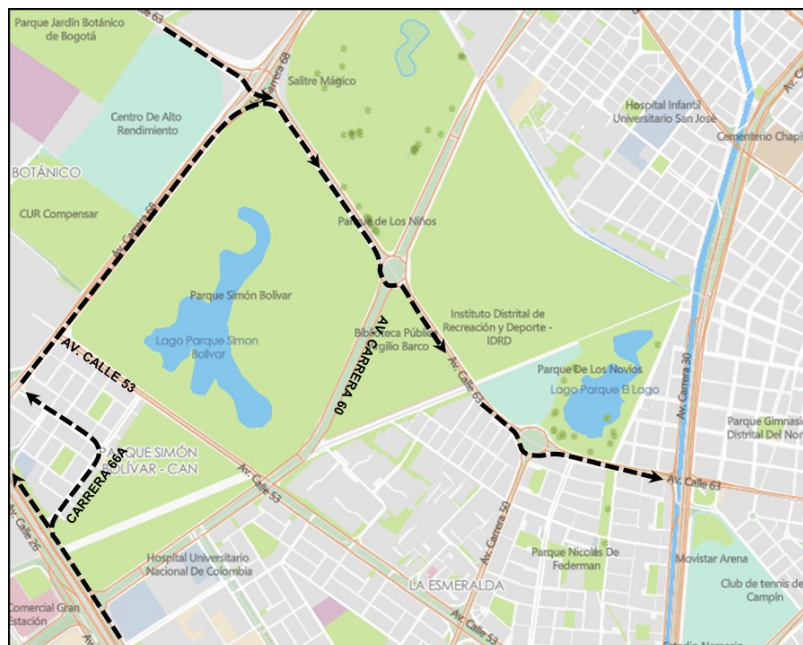 Av. Calle 63
Parque Jardín Botánico
de Bogotá
Av. Carrera 68
Salitre Mágico
Centro De Alto
Rendimiento
Hospital Infantil
Universitario San José
Cementerio Chapi
BOTÁNICO
CUR Compensar
Av. Carrera 68
Parque de Los Niños
Parque Simón Bolívar
Lago Parque Simon
Bolivar
Instituto Distrital de
Recreación y Deporte -
IDRD
Biblioteca Pública
Virgilio Barco
AV. CARRERA 60
AV. CALLE 53
Av. Calle 63
Parque De Los Novios
Lago Parque El Lago
Av. Carrera 30
Parque Gimnasi
Distrital Del Nor
PARQUE SIMÓN
BOLÍVAR - CAN
CARRERA 66A
Av. Calle 53
Av. Calle 63
Av. Calle 26
Av. Carrera 50
Hospital Universitario
Nacional De Colombia
Parque Nicolás De
Federman
Movistar Arena
LA ESMERALDA
Club de tennis de
Campín
Comercial Gran
Estación
Av. Calle 53